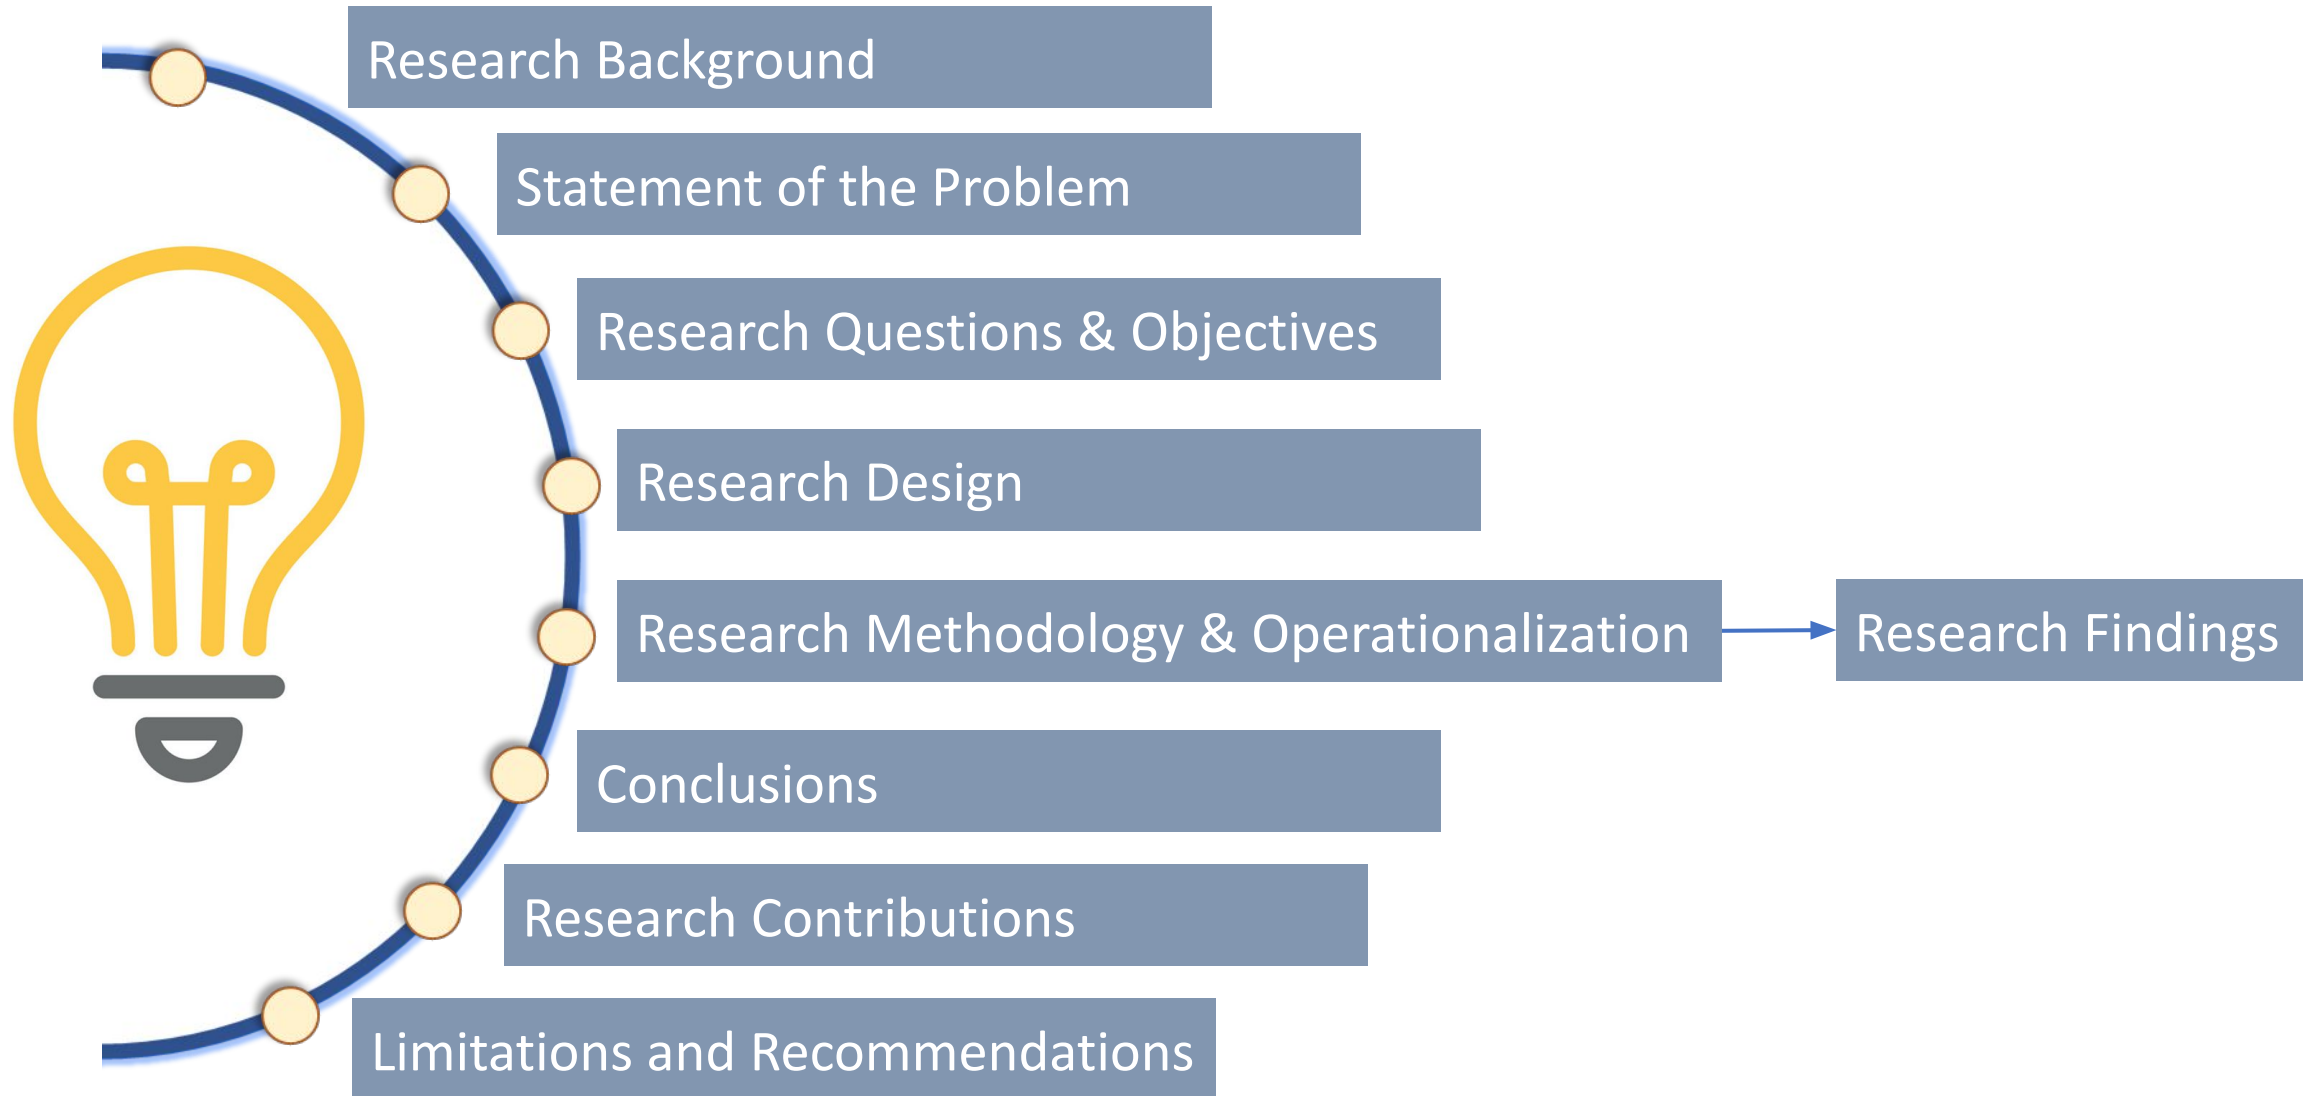 Research Background
Statement of the Problem
Research Questions & Objectives
Research Design
Research Methodology & Operationalization
Research Findings
Conclusions
Research Contributions
Limitations and Recommendations